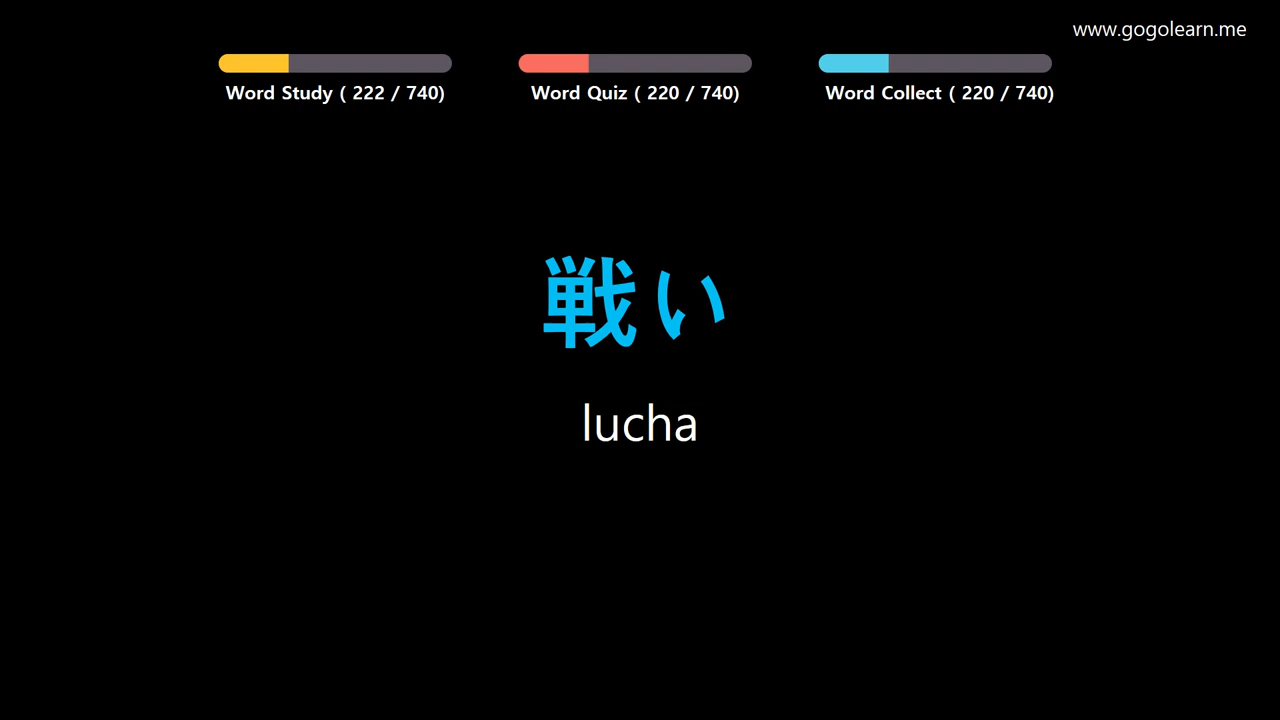 www.gogolearn.me
Word Study ( 222 / 740)
Word Quiz ( 220 / 740)
Word Collect ( 220 / 740)
戦い
lucha